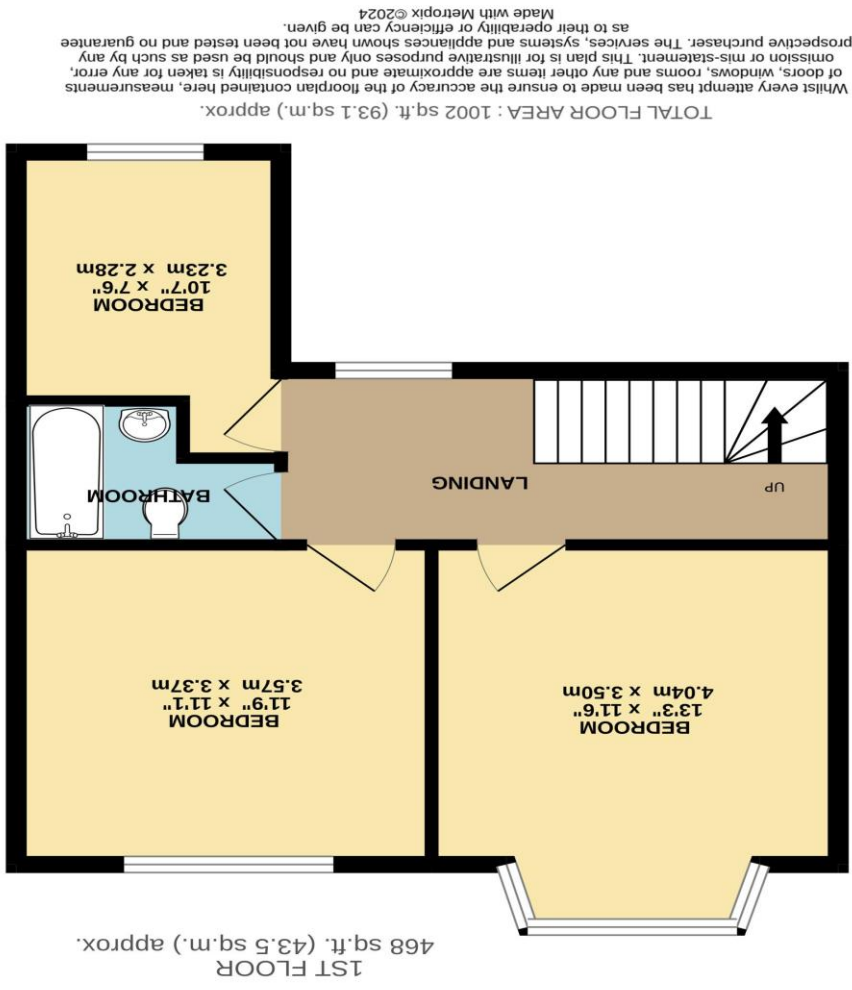 1ST FLOOR
468 sq.ft. (43.5 sq.m.) approx.
BEDROOM
13'3" x 11'6"
4.04m x 3.50m
BEDROOM
11'9" x 11'1"
3.57m x 3.37m
UP
LANDING
BATHROOM
BEDROOM
10'7" x 7'6"
3.23m x 2.28m
TOTAL FLOOR AREA : 1002 sq.ft. (93.1 sq.m.) approx.
Whilst every attempt has been made to ensure the accuracy of the floorplan contained here, measurements
of doors, windows, rooms and any other items are approximate and no responsibility is taken for any error,
omission or mis-statement. This plan is for illustrative purposes only and should be used as such by any
prospective purchaser. The services, systems and appliances shown have not been tested and no guarantee
as to their operability or efficiency can be given.
Made with Metropix ©2024